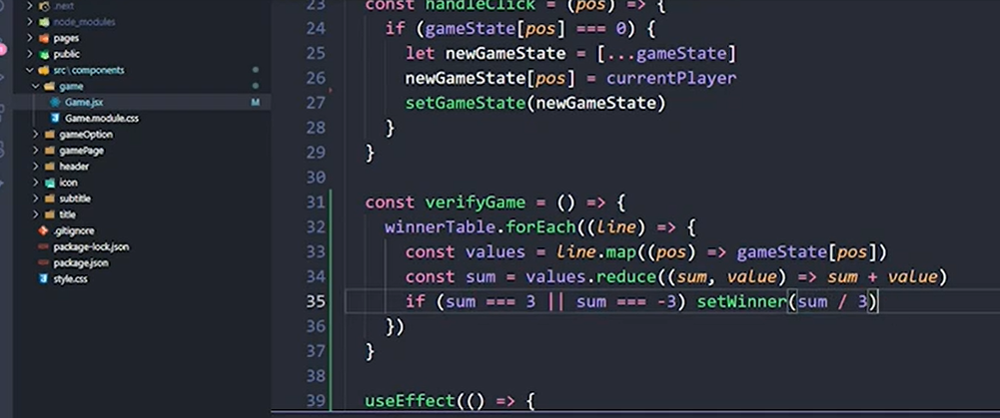 .next
node_modules
pages
public
src\components
game
Game.jsx M
Game.module.css
gameOption
gamePage
header
icon
subtitle
title
.gitignore
package-lock.json
package.json
style.css
23 const handleClick = (pos) => {
24 if (gameState[pos] === 0) {
25 let newGameState = [...gameState]
26 newGameState[pos] = currentPlayer
27 setGameState(newGameState)
28 }
29 }
30
31 const verifyGame = () => {
32 winnerTable.forEach((line) => {
33 const values = line.map((pos) => gameState[pos])
34 const sum = values.reduce((sum, value) => sum + value)
35 if (sum === 3 || sum === -3) setWinner(sum / 3)
36 })
37 }
38
39 useEffect(() => {